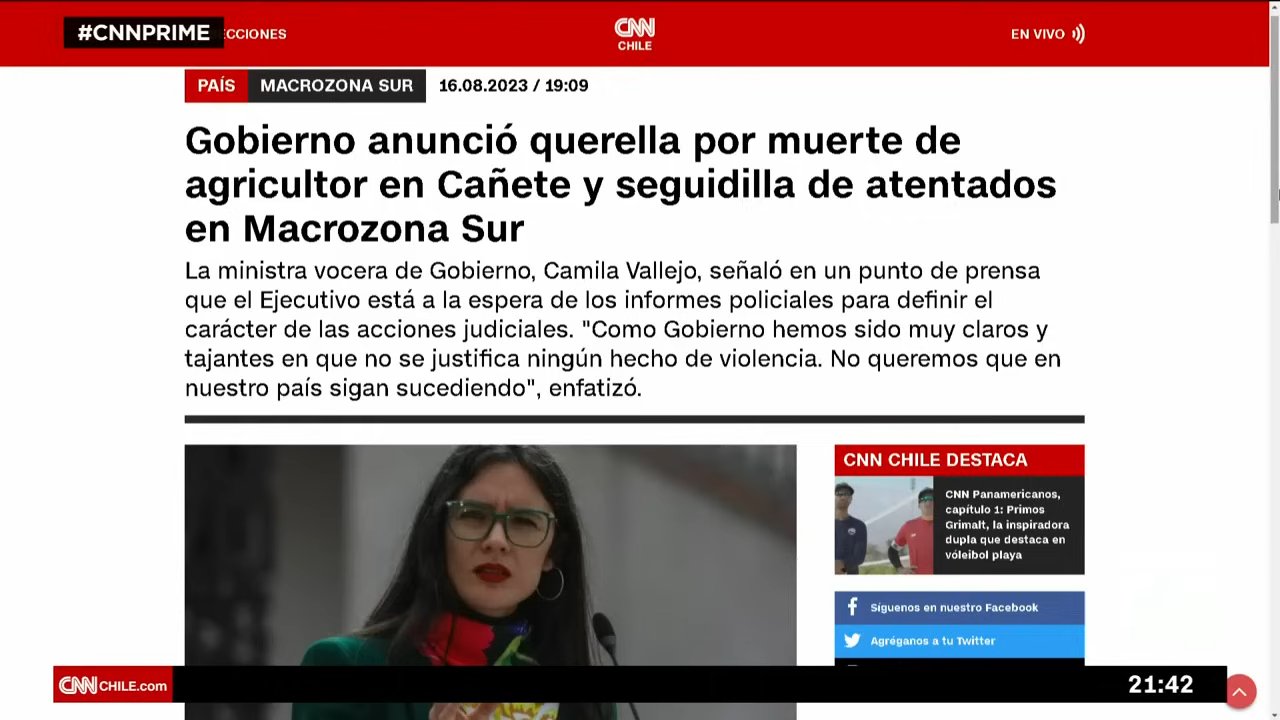 #CNNPRIME
ECCIONES
CNN
CHILE
EN VIVO
PAÍS
MACROZONA SUR
16.08.2023 / 19:09
Gobierno anunció querella por muerte de
agricultor en Cañete y seguidilla de atentados
en Macrozona Sur
La ministra vocera de Gobierno, Camila Vallejo, señaló en un punto de prensa
que el Ejecutivo está a la espera de los informes policiales para definir el
carácter de las acciones judiciales. "Como Gobierno hemos sido muy claros y
tajantes en que no se justifica ningún hecho de violencia. No queremos que en
nuestro país sigan sucediendo", enfatizó.
CNN CHILE DESTACA
CNN Panamericanos,
capítulo 1: Primos
Grimalt, la inspiradora
dupla que destaca en
vóleibol playa
Síguenos en nuestro Facebook
Agréganos a tu Twitter
CNN CHILE.com
21:42